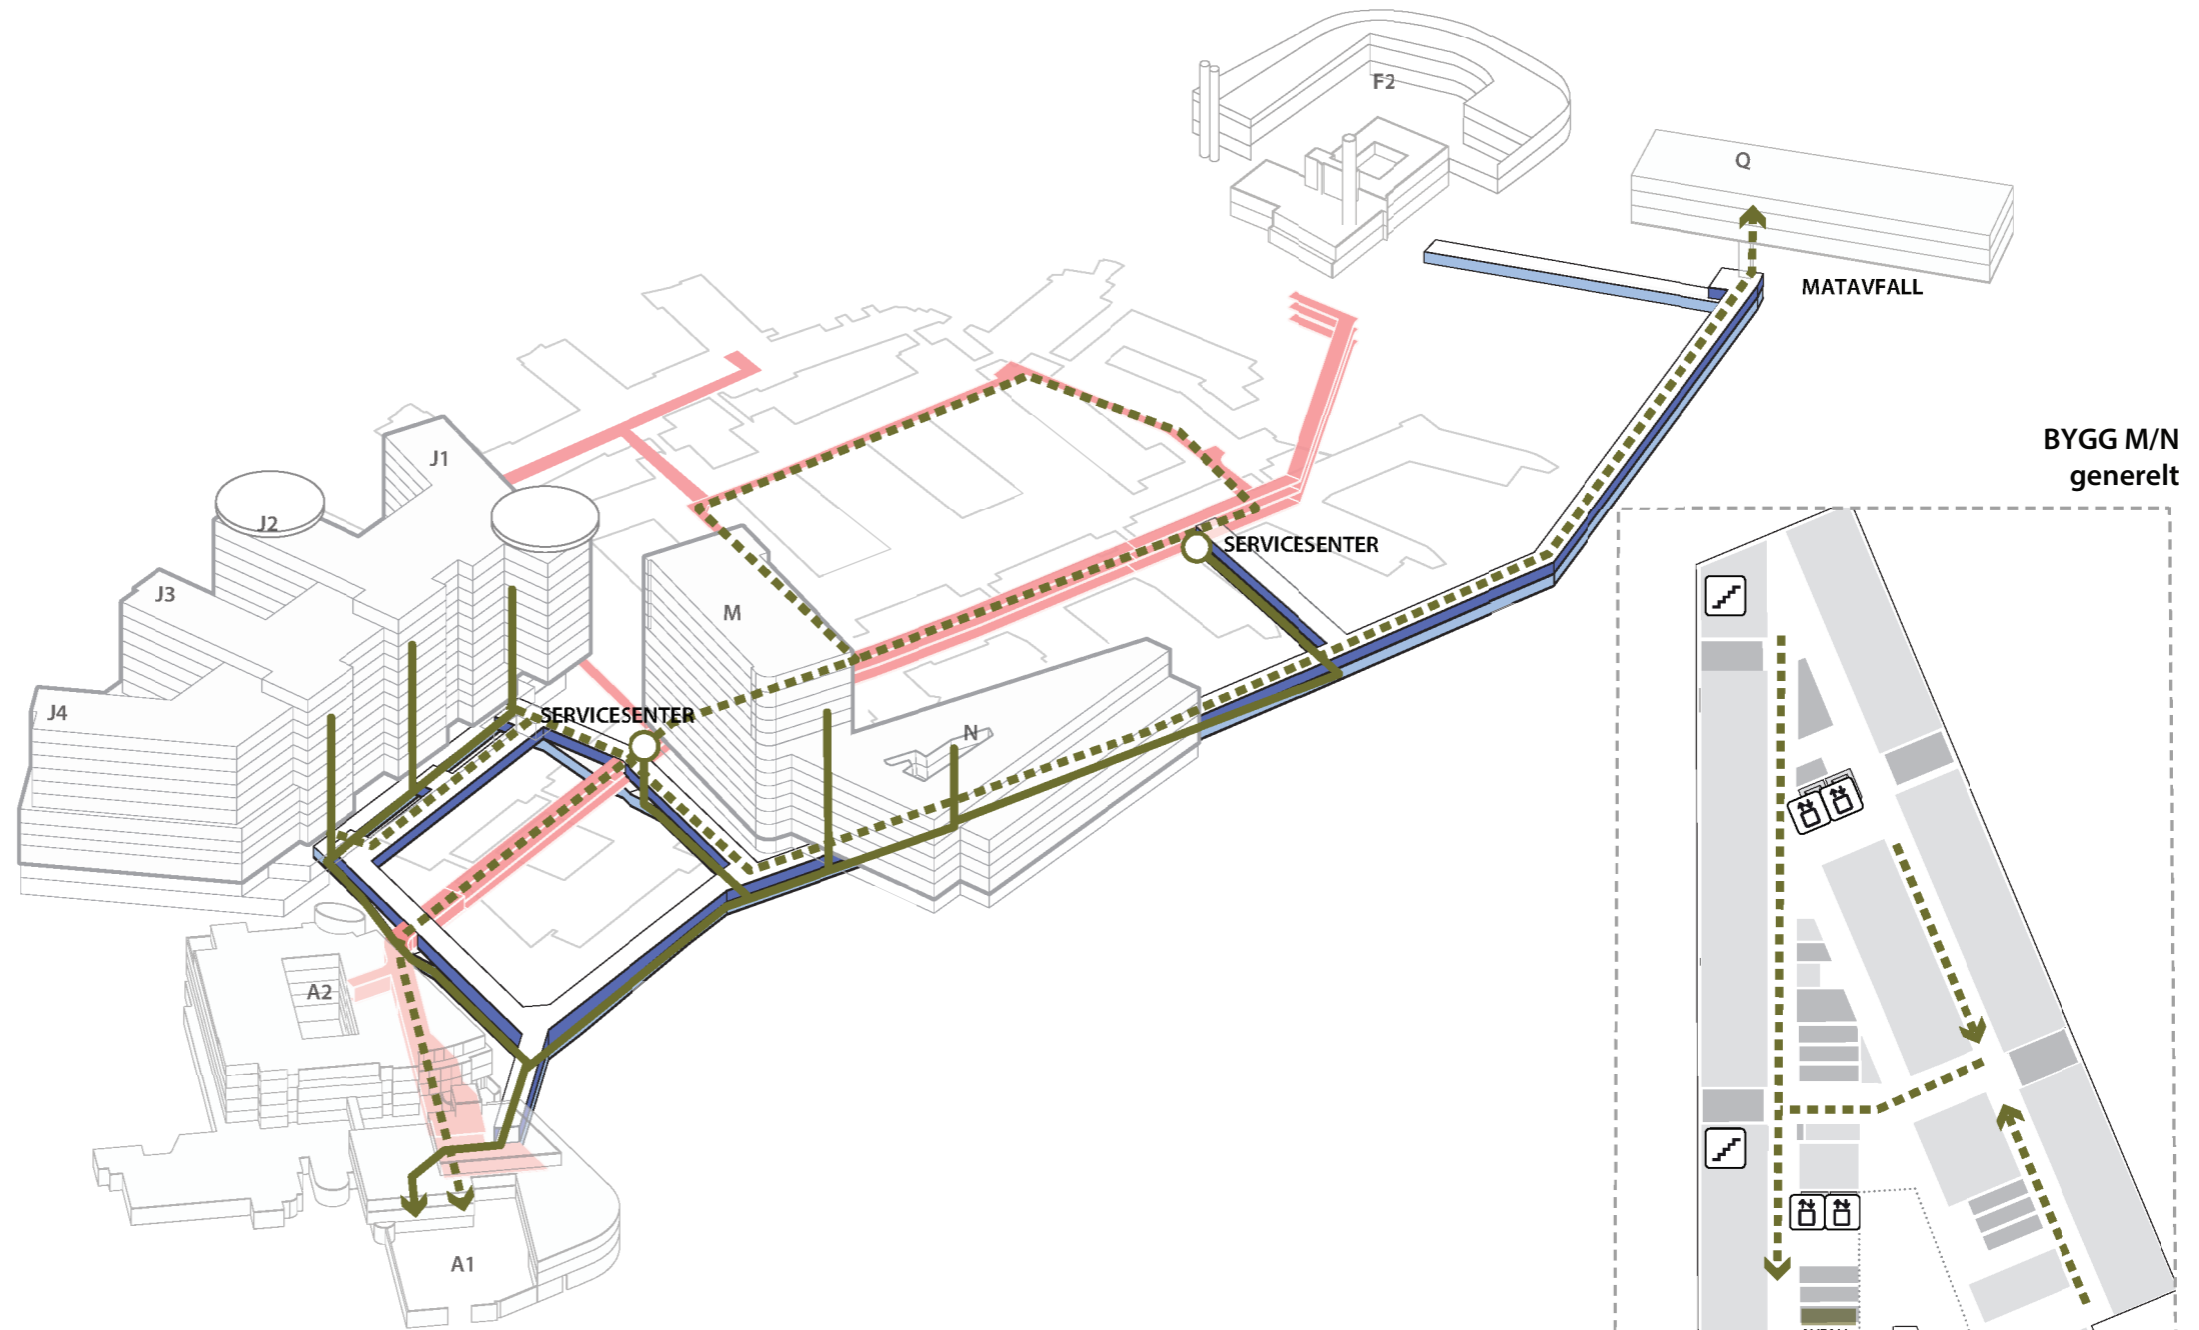 F2
Q
MATAVFALL
BYGG M/N
generelt
J1
J2
SERVICESENTER
J3
M
J4
SERVICESENTER
N
A2
A1